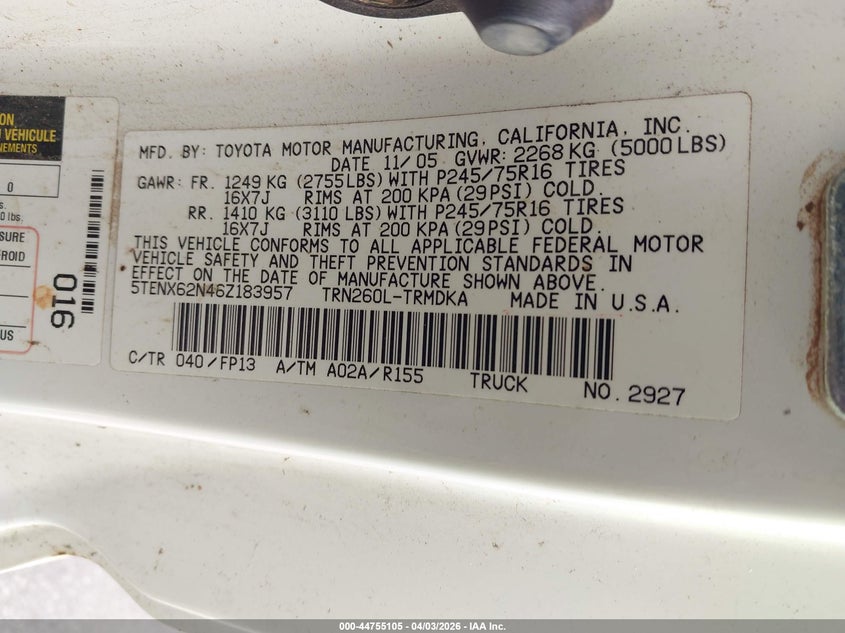 ON
VÉHICULE
NEMENTS
0
s.
0 lbs.
SURE
FROID
US
016
MFD. BY: TOYOTA MOTOR MANUFACTURING, CALIFORNIA, INC.
DATE 11/05 GVWR: 2268 KG (5000 LBS)
GAWR: FR. 1249 KG (2755 LBS) WITH P245/75R16 TIRES
16X7J RIMS AT 200 KPA (29 PSI) COLD.
RR. 1410 KG (3110 LBS) WITH P245/75R16 TIRES
16X7J RIMS AT 200 KPA (29 PSI) COLD.
THIS VEHICLE CONFORMS TO ALL APPLICABLE FEDERAL MOTOR
VEHICLE SAFETY AND THEFT PREVENTION STANDARDS IN
EFFECT ON THE DATE OF MANUFACTURE SHOWN ABOVE.
5TENX62N46Z183957 TRN260L-TRMDKA MADE IN U.S.A.
C/TR 040/FP13 A/TM A02A/R155 TRUCK NO. 2927
000-44755105 - 04/03/2026 - IAA Inc.